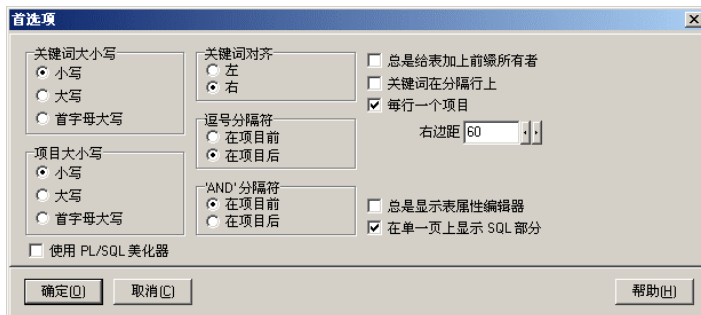 首选项
关键词大小写
小写
大写
首字母大写
项目大小写
小写
大写
首字母大写
使用 PL/SQL 美化器
关键词对齐
左
右
逗号分隔符
在项目前
在项目后
'AND' 分隔符
在项目前
在项目后
总是给表加上前缀所有者
关键词在分隔行上
每行一个项目
右边距 60
总是显示表属性编辑器
在单一页上显示 SQL 部分
确定(O)
取消(C)
帮助(H)